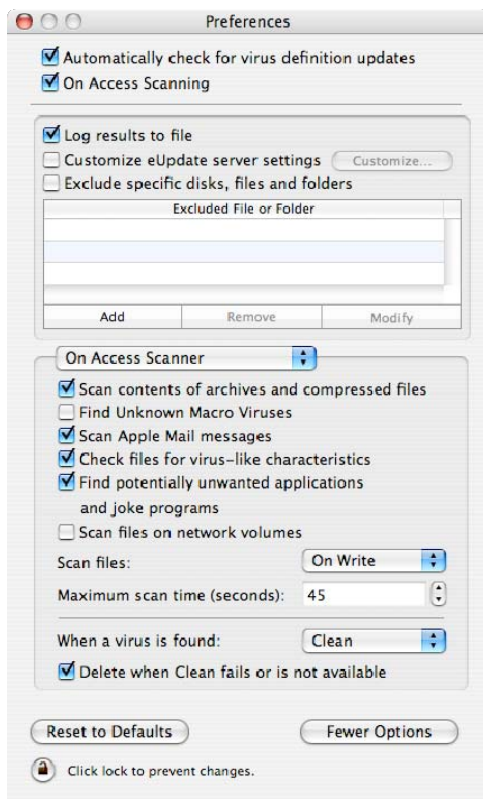 Preferences
Automatically check for virus definition updates
On Access Scanning
Log results to file
Customize eUpdate server settings Customize...
Exclude specific disks, files and folders
Excluded File or Folder
Add Remove Modify
On Access Scanner
Scan contents of archives and compressed files
Find Unknown Macro Viruses
Scan Apple Mail messages
Check files for virus-like characteristics
Find potentially unwanted applications
and joke programs
Scan files on network volumes
Scan files: On Write
Maximum scan time (seconds): 45
When a virus is found: Clean
Delete when Clean fails or is not available
Reset to Defaults Fewer Options
Click lock to prevent changes.